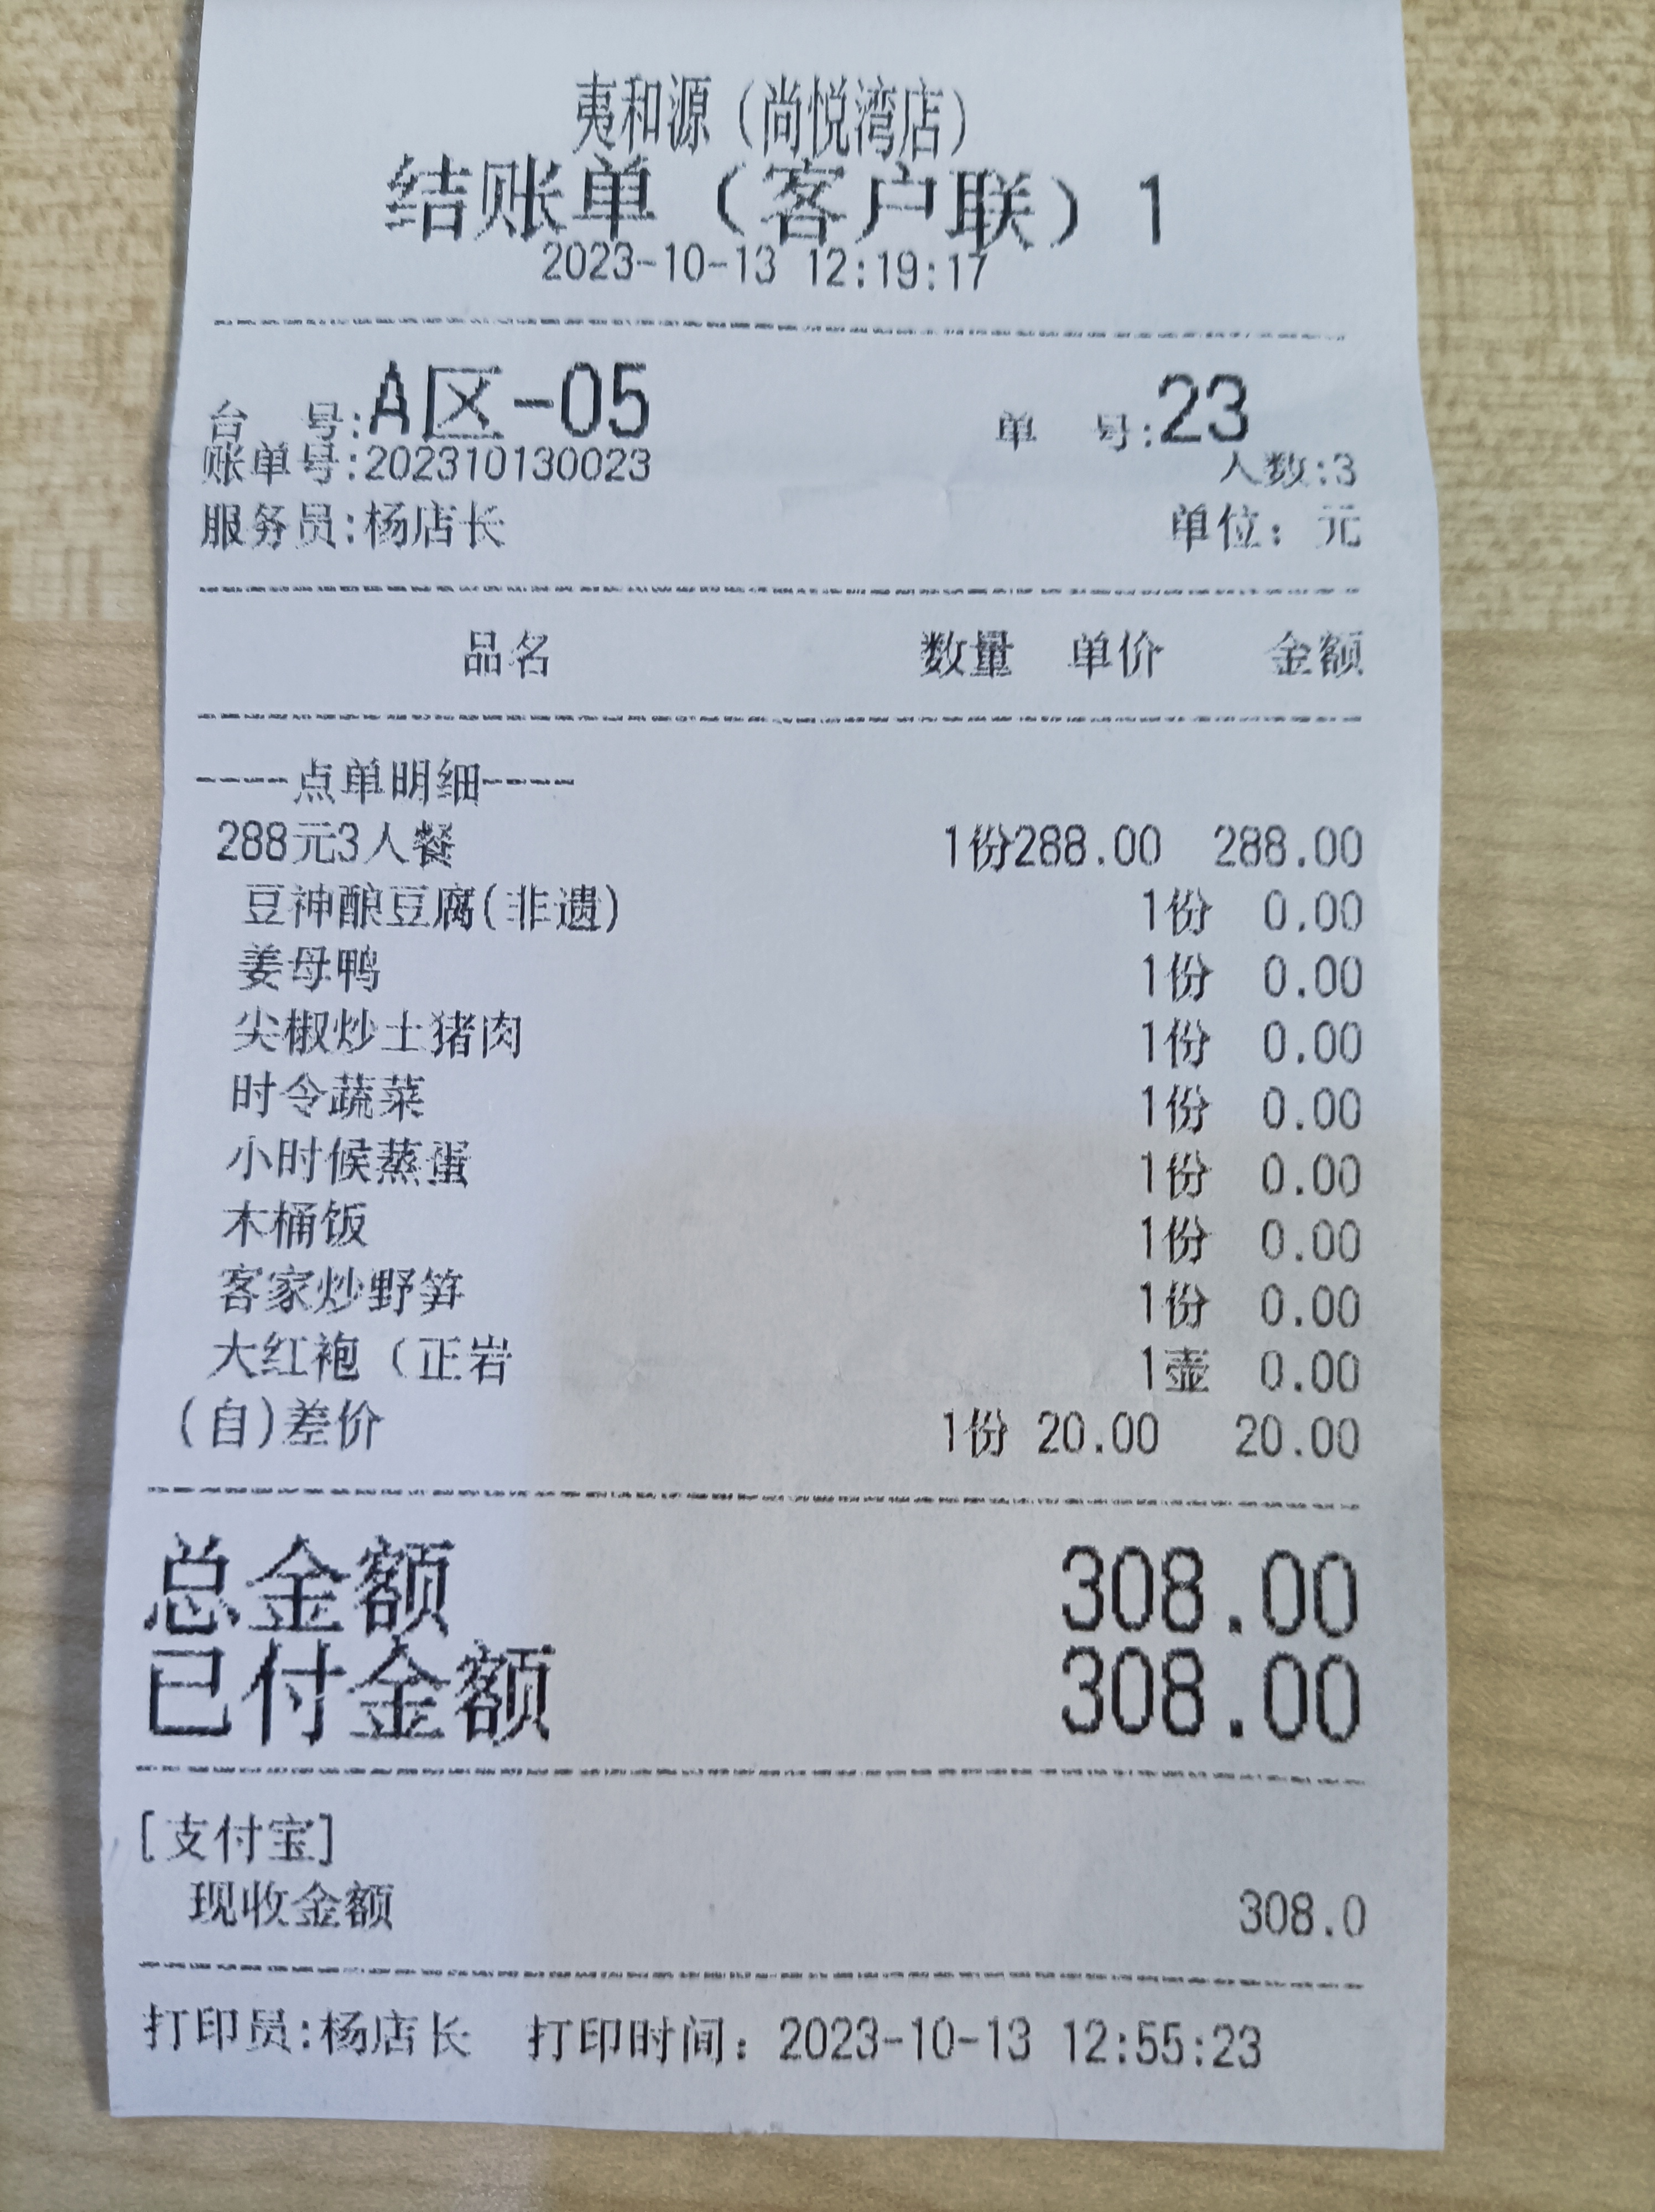 夷和源（尚悦湾店）
结账单（客户联）1
2023-10-13 12:19:17
台 号:A区-05 单 号:23
账单号:202310130023 人数:3
服务员:杨店长 单位：元
品名 数量 单价 金额
----点单明细----
288元3人餐 1份288.00 288.00
豆神酿豆腐(非遗) 1份 0.00
姜母鸭 1份 0.00
尖椒炒土猪肉 1份 0.00
时令蔬菜 1份 0.00
小时候蒸蛋 1份 0.00
木桶饭 1份 0.00
客家炒野笋 1份 0.00
大红袍（正岩 1壶 0.00
(自)差价 1份 20.00 20.00
总金额 308.00
已付金额 308.00
[支付宝]
现收金额 308.0
打印员:杨店长 打印时间：2023-10-13 12:55:23